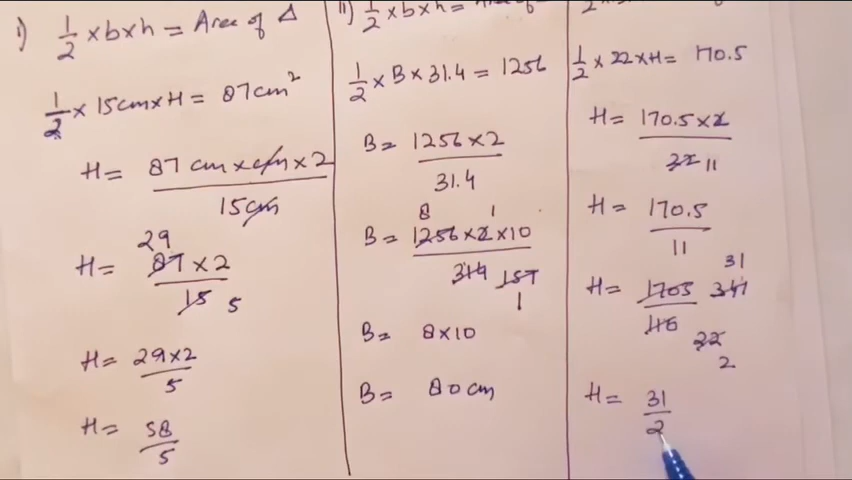 i) 1/2 × b × h = Area of Δ
1/2 × 15cm × H = 87cm²
H = 87 cm × cm × 2 / 15cm
29
H = 87 × 2 / 15 5
H = 29×2 / 5
H = 58 / 5
ii) 1/2 × b × h =
1/2 × B × 31.4 = 1256
B = 1256 × 2 / 31.4
8 1
B = 1256 × 2 × 10 / 314 157
1
B = 8×10
B = 80 cm
1/2 × 22 × H = 170.5
H = 170.5 × 2 / 22 11
H = 170.5 / 11
31
H = 1705 341 / 110
22
2
H = 31 / 2